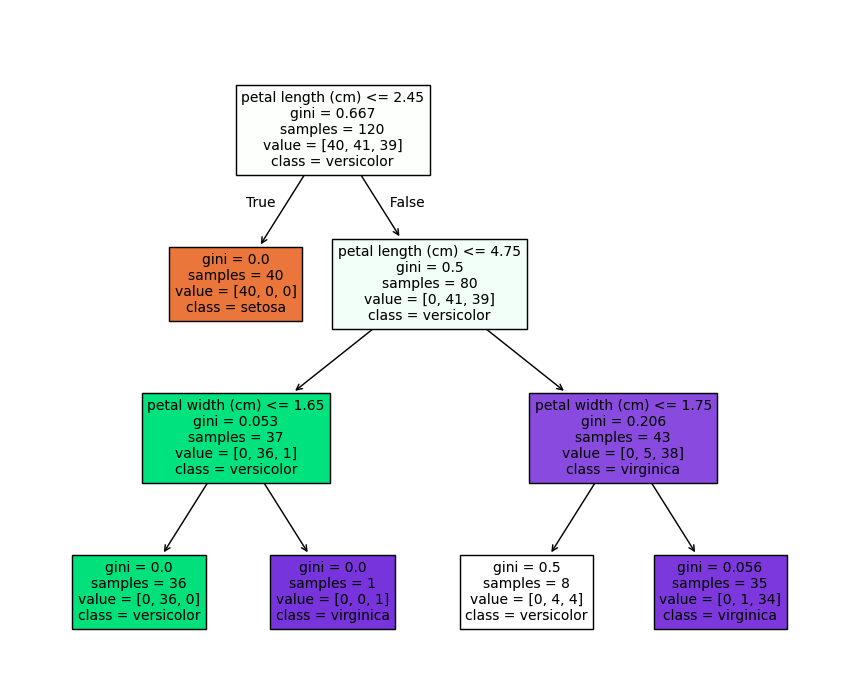 petal length (cm) <= 2.45
gini = 0.667
samples = 120
value = [40, 41, 39]
class = versicolor
True
False
gini = 0.0
samples = 40
value = [40, 0, 0]
class = setosa
petal length (cm) <= 4.75
gini = 0.5
samples = 80
value = [0, 41, 39]
class = versicolor
petal width (cm) <= 1.65
gini = 0.053
samples = 37
value = [0, 36, 1]
class = versicolor
petal width (cm) <= 1.75
gini = 0.206
samples = 43
value = [0, 5, 38]
class = virginica
gini = 0.0
samples = 36
value = [0, 36, 0]
class = versicolor
gini = 0.0
samples = 1
value = [0, 0, 1]
class = virginica
gini = 0.5
samples = 8
value = [0, 4, 4]
class = versicolor
gini = 0.056
samples = 35
value = [0, 1, 34]
class = virginica